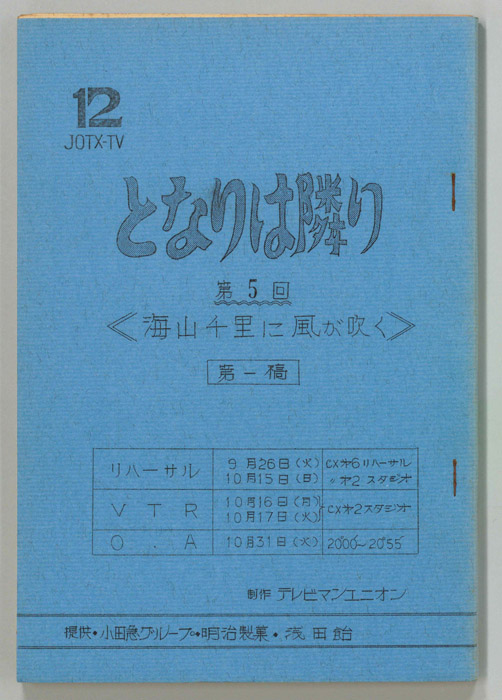 12
JOTX-TV
となりは隣り
第5回
≪海山千里に風が吹く≫
第一稿
リハーサル 9月26日(火) CX㐧6リハーサル
10月15日(日) 〃㐧2スタジオ
VTR 10月16日(月) CX㐧2スタジオ
10月17日(火)
O.A 10月31日(火) 20'00~20'55
制作 テレビマンユニオン
提供・小田急グループ・明治製菓・浅田飴